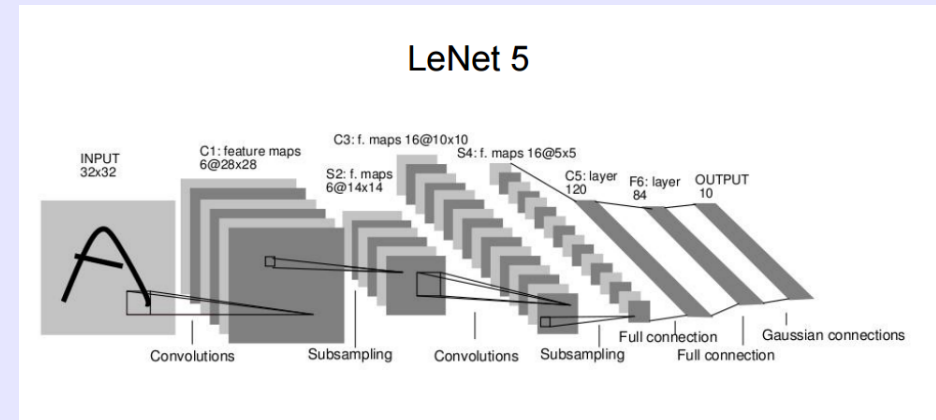 LeNet 5
INPUT
32x32
C1: feature maps
6@28x28
S2: f. maps
6@14x14
C3: f. maps 16@10x10
S4: f. maps 16@5x5
C5: layer
120
F6: layer
84
OUTPUT
10
Convolutions
Subsampling
Convolutions
Subsampling
Full connection
Full connection
Gaussian connections
A